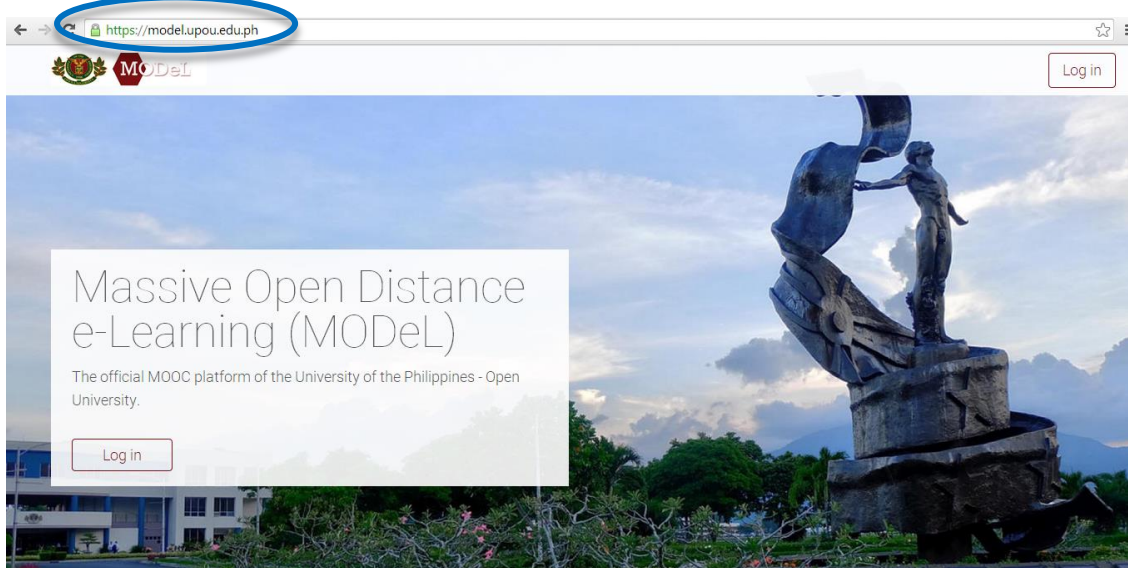 https://model.upou.edu.ph
MODeL
Log in
Massive Open Distance
e-Learning (MODeL)
The official MOOC platform of the University of the Philippines - Open
University.
Log in